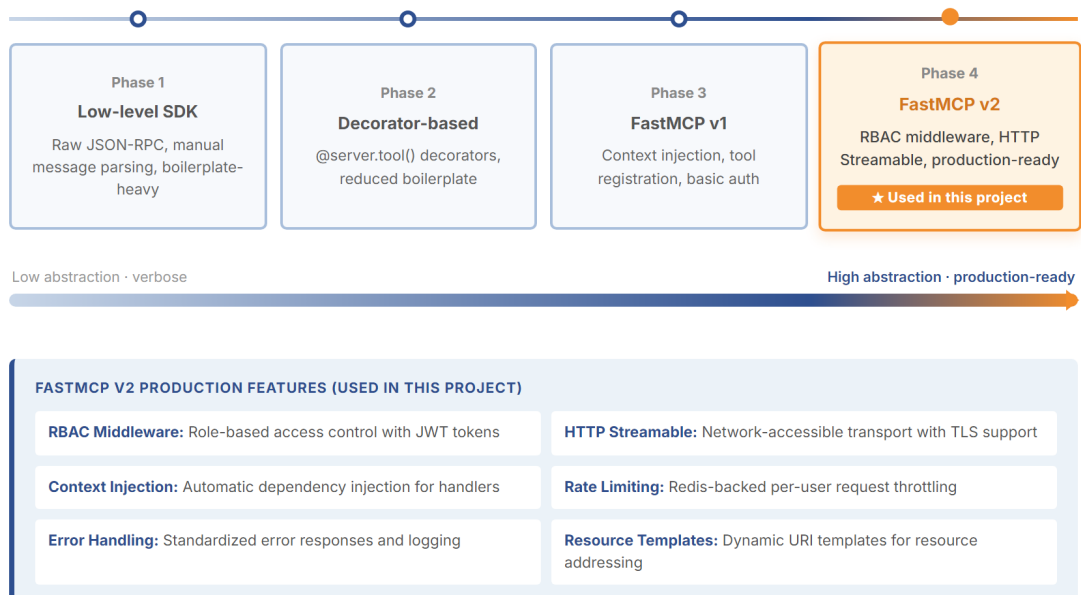 Phase 1
Low-level SDK
Raw JSON-RPC, manual
message parsing, boilerplate-
heavy
Phase 2
Decorator-based
@server.tool() decorators,
reduced boilerplate
Phase 3
FastMCP v1
Context injection, tool
registration, basic auth
Phase 4
FastMCP v2
RBAC middleware, HTTP
Streamable, production-ready
★ Used in this project
Low abstraction · verbose
High abstraction · production-ready
FASTMCP V2 PRODUCTION FEATURES (USED IN THIS PROJECT)
RBAC Middleware: Role-based access control with JWT tokens
HTTP Streamable: Network-accessible transport with TLS support
Context Injection: Automatic dependency injection for handlers
Rate Limiting: Redis-backed per-user request throttling
Error Handling: Standardized error responses and logging
Resource Templates: Dynamic URI templates for resource
addressing